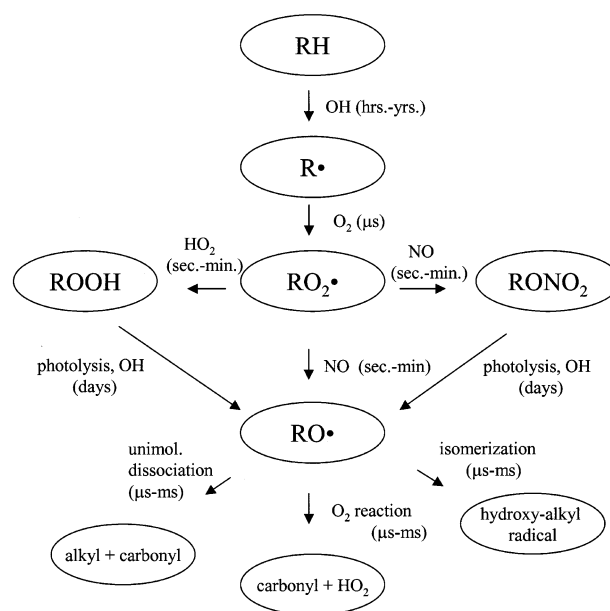 RH
OH (hrs.-yrs.)
R•
O₂ (μs)
HO₂
(sec.-min.)
NO
(sec.-min.)
ROOH
RO₂•
RONO₂
photolysis, OH
(days)
NO (sec.-min)
photolysis, OH
(days)
RO•
unimol.
dissociation
(μs-ms)
isomerization
(μs-ms)
O₂ reaction
(μs-ms)
hydroxy-alkyl
radical
alkyl + carbonyl
carbonyl + HO₂